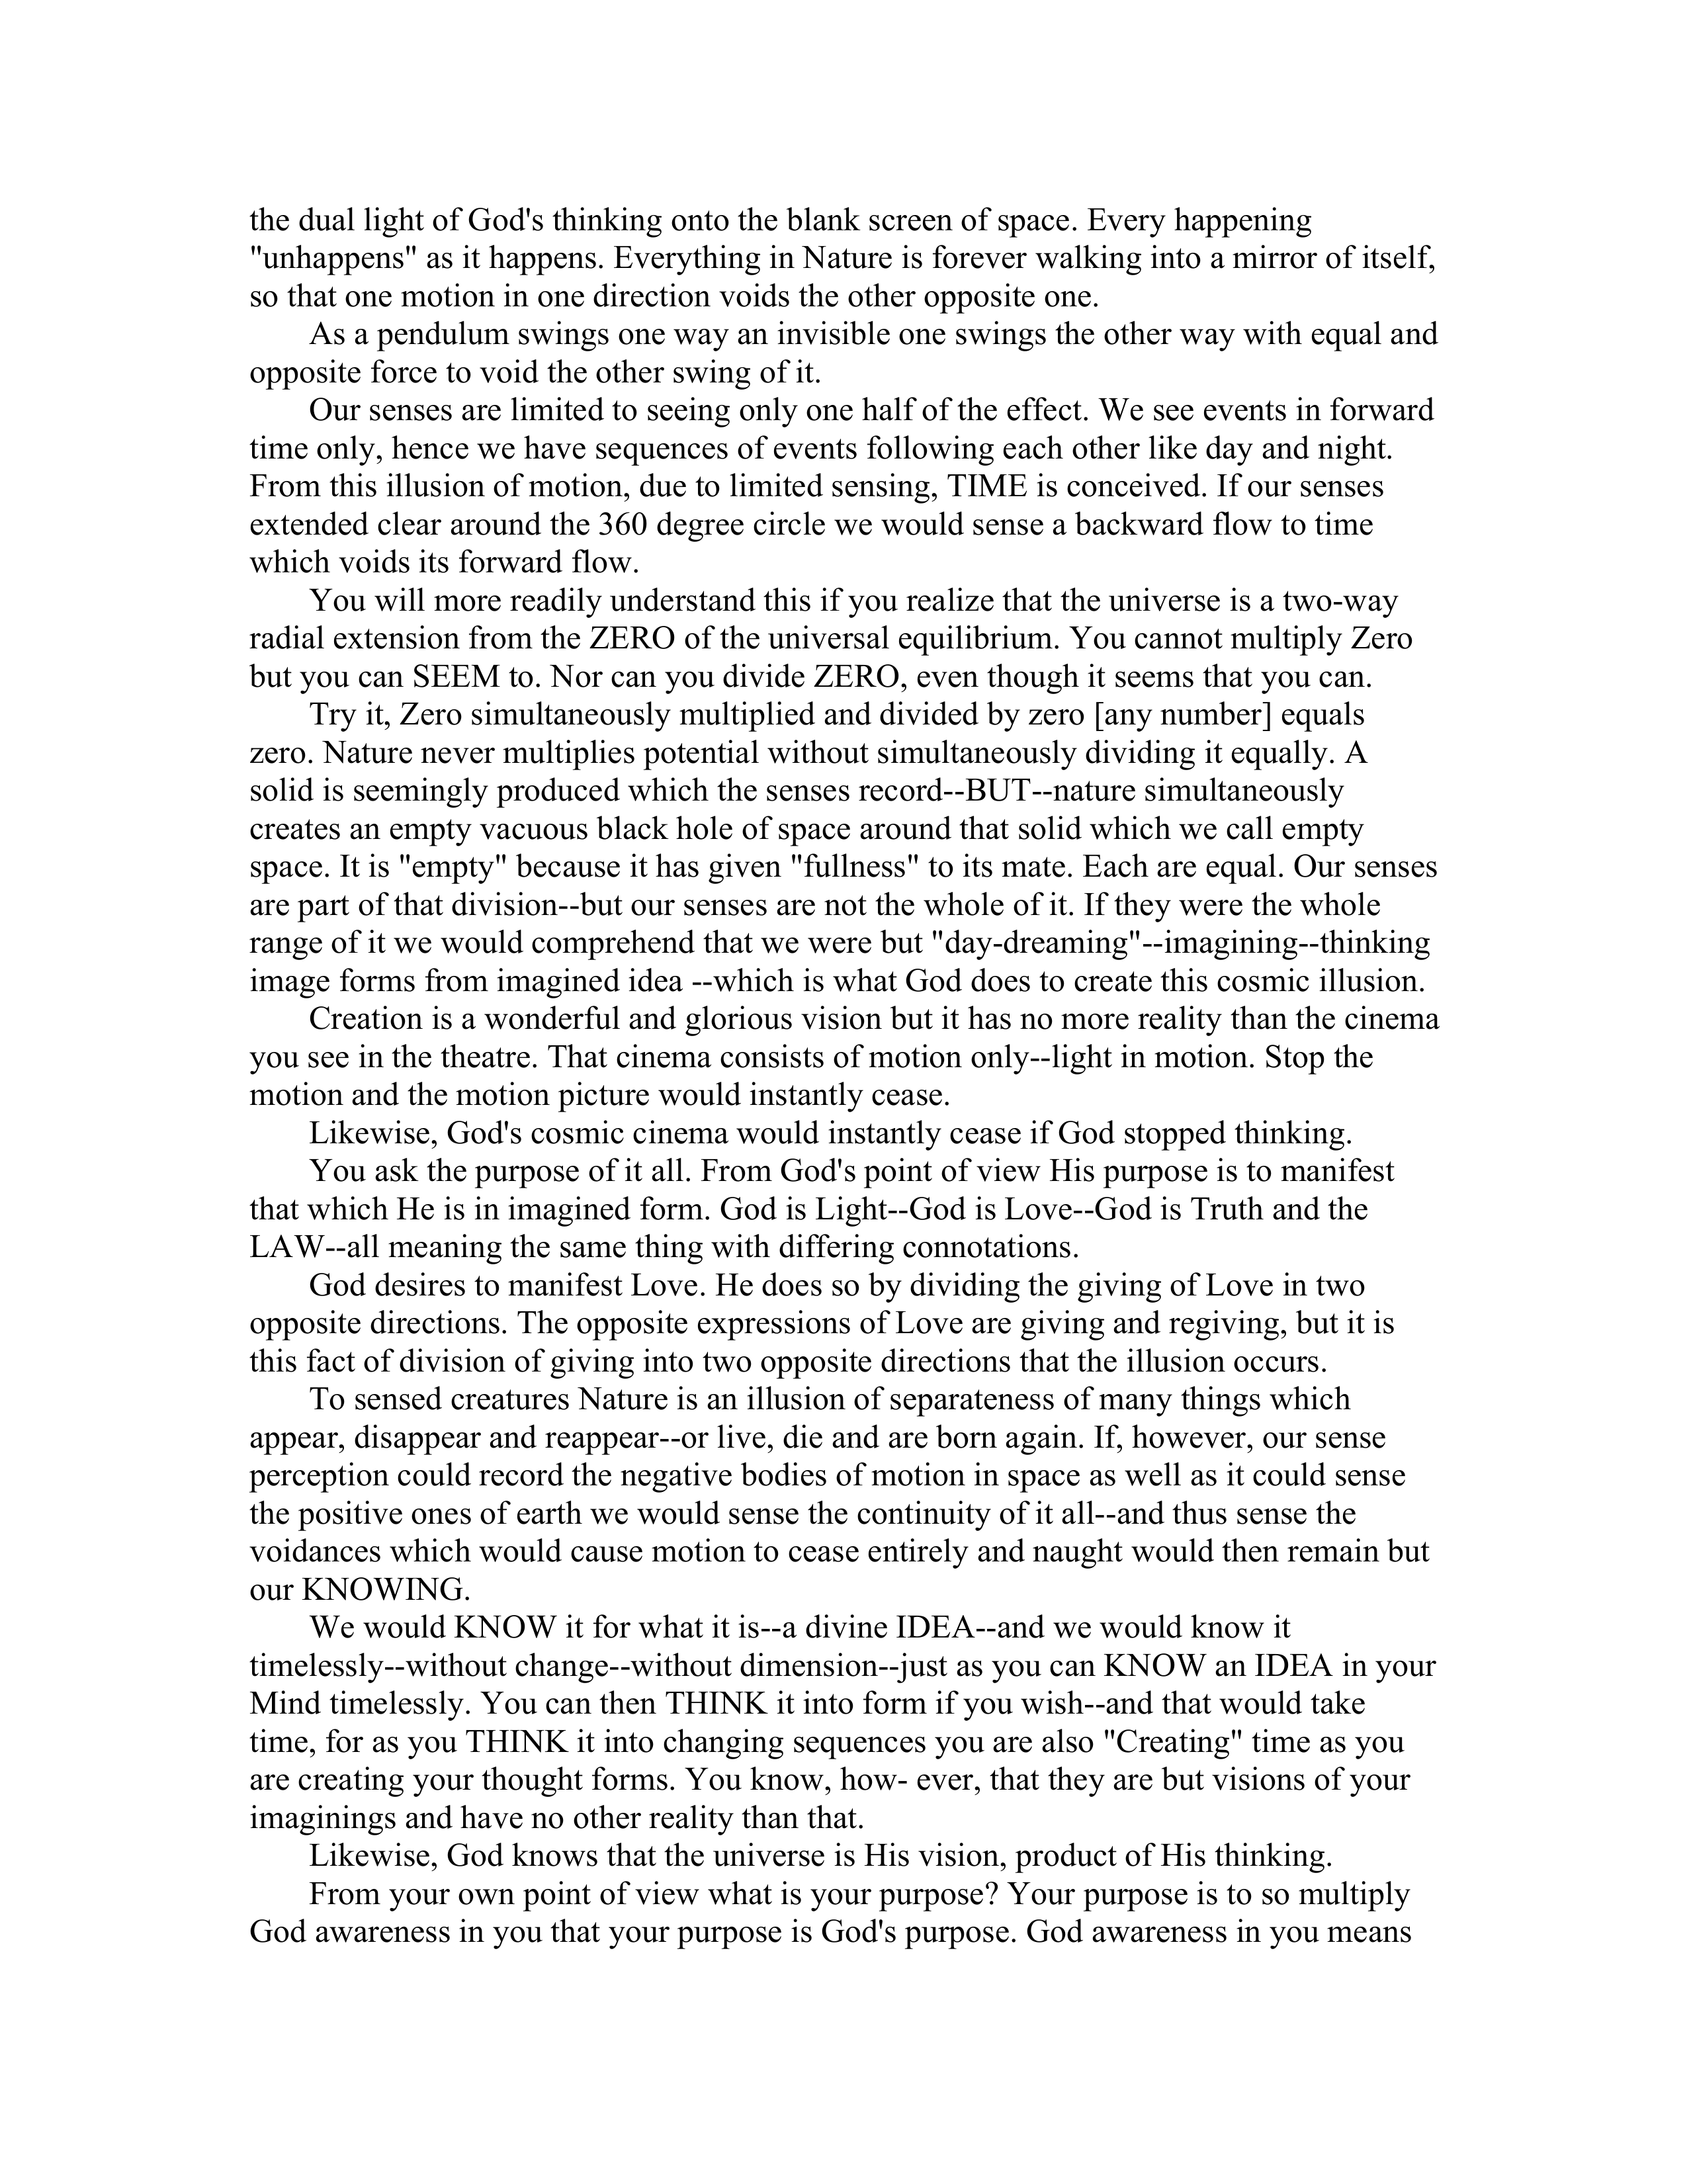 the dual light of God's thinking onto the blank screen of space. Every happening
"unhappens" as it happens. Everything in Nature is forever walking into a mirror of itself,
so that one motion in one direction voids the other opposite one.
As a pendulum swings one way an invisible one swings the other way with equal and
opposite force to void the other swing of it.
Our senses are limited to seeing only one half of the effect. We see events in forward
time only, hence we have sequences of events following each other like day and night.
From this illusion of motion, due to limited sensing, TIME is conceived. If our senses
extended clear around the 360 degree circle we would sense a backward flow to time
which voids its forward flow.
You will more readily understand this if you realize that the universe is a two-way
radial extension from the ZERO of the universal equilibrium. You cannot multiply Zero
but you can SEEM to. Nor can you divide ZERO, even though it seems that you can.
Try it, Zero simultaneously multiplied and divided by zero [any number] equals
zero. Nature never multiplies potential without simultaneously dividing it equally. A
solid is seemingly produced which the senses record--BUT--nature simultaneously
creates an empty vacuous black hole of space around that solid which we call empty
space. It is "empty" because it has given "fullness" to its mate. Each are equal. Our senses
are part of that division--but our senses are not the whole of it. If they were the whole
range of it we would comprehend that we were but "day-dreaming"--imagining--thinking
image forms from imagined idea --which is what God does to create this cosmic illusion.
Creation is a wonderful and glorious vision but it has no more reality than the cinema
you see in the theatre. That cinema consists of motion only--light in motion. Stop the
motion and the motion picture would instantly cease.
Likewise, God's cosmic cinema would instantly cease if God stopped thinking.
You ask the purpose of it all. From God's point of view His purpose is to manifest
that which He is in imagined form. God is Light--God is Love--God is Truth and the
LAW--all meaning the same thing with differing connotations.
God desires to manifest Love. He does so by dividing the giving of Love in two
opposite directions. The opposite expressions of Love are giving and regiving, but it is
this fact of division of giving into two opposite directions that the illusion occurs.
To sensed creatures Nature is an illusion of separateness of many things which
appear, disappear and reappear--or live, die and are born again. If, however, our sense
perception could record the negative bodies of motion in space as well as it could sense
the positive ones of earth we would sense the continuity of it all--and thus sense the
voidances which would cause motion to cease entirely and naught would then remain but
our KNOWING.
We would KNOW it for what it is--a divine IDEA--and we would know it
timelessly--without change--without dimension--just as you can KNOW an IDEA in your
Mind timelessly. You can then THINK it into form if you wish--and that would take
time, for as you THINK it into changing sequences you are also "Creating" time as you
are creating your thought forms. You know, how- ever, that they are but visions of your
imaginings and have no other reality than that.
Likewise, God knows that the universe is His vision, product of His thinking.
From your own point of view what is your purpose? Your purpose is to so multiply
God awareness in you that your purpose is God's purpose. God awareness in you means